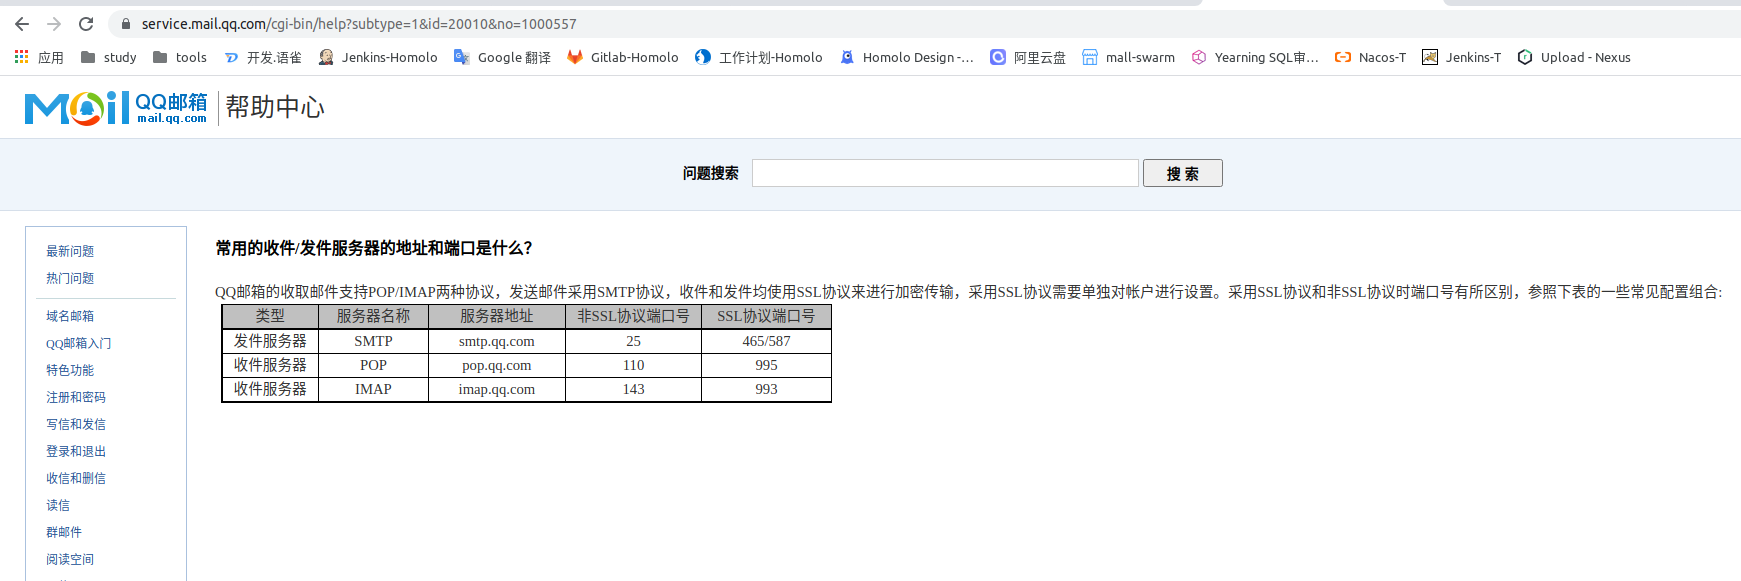 service.mail.qq.com/cgi-bin/help?subtype=1&id=20010&no=1000557
应用 study tools 开发.语雀 Jenkins-Homolo Google 翻译 Gitlab-Homolo 工作计划-Homolo Homolo Design -... 阿里云盘 mall-swarm Yearning SQL审... Nacos-T Jenkins-T Upload - Nexus
Mail QQ邮箱 mail.qq.com 帮助中心
问题搜索 搜 索
最新问题
热门问题
域名邮箱
QQ邮箱入门
特色功能
注册和密码
写信和发信
登录和退出
收信和删信
读信
群邮件
阅读空间
常用的收件/发件服务器的地址和端口是什么？
QQ邮箱的收取邮件支持POP/IMAP两种协议，发送邮件采用SMTP协议，收件和发件均使用SSL协议来进行加密传输，采用SSL协议需要单独对帐户进行设置。采用SSL协议和非SSL协议时端口号有所区别，参照下表的一些常见配置组合:
类型 服务器名称 服务器地址 非SSL协议端口号 SSL协议端口号
发件服务器 SMTP smtp.qq.com 25 465/587
收件服务器 POP pop.qq.com 110 995
收件服务器 IMAP imap.qq.com 143 993